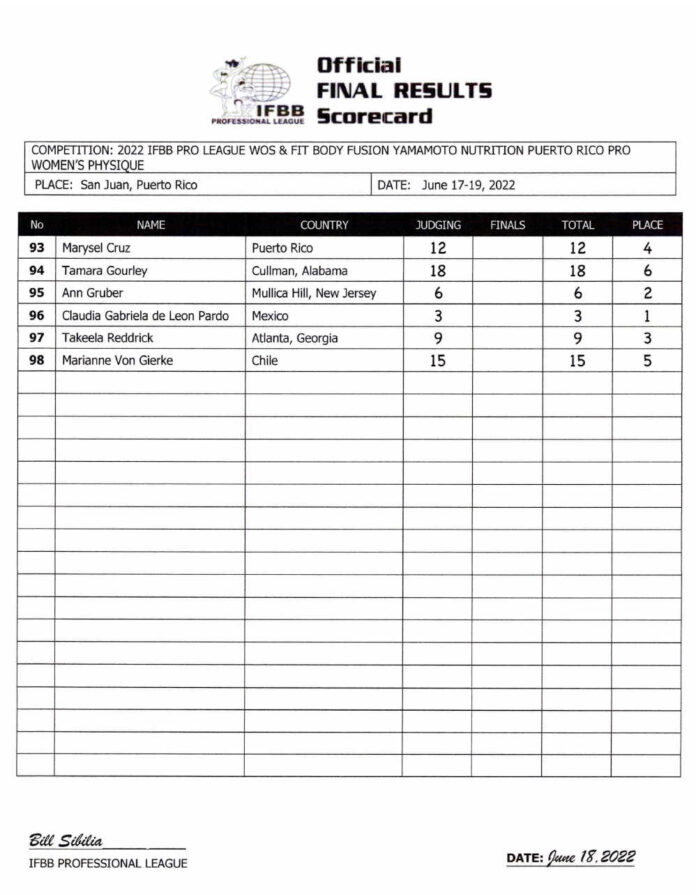 Official
FINAL RESULTS
Scorecard
IFBB
PROFESSIONAL LEAGUE
COMPETITION: 2022 IFBB PRO LEAGUE WOS & FIT BODY FUSION YAMAMOTO NUTRITION PUERTO RICO PRO
WOMEN'S PHYSIQUE
PLACE: San Juan, Puerto Rico DATE: June 17-19, 2022
No NAME COUNTRY JUDGING FINALS TOTAL PLACE
93 Marysel Cruz Puerto Rico 12 12 4
94 Tamara Gourley Cullman, Alabama 18 18 6
95 Ann Gruber Mullica Hill, New Jersey 6 6 2
96 Claudia Gabriela de Leon Pardo Mexico 3 3 1
97 Takeela Reddrick Atlanta, Georgia 9 9 3
98 Marianne Von Gierke Chile 15 15 5
Bill Sibilia
IFBB PROFESSIONAL LEAGUE
DATE: June 18, 2022